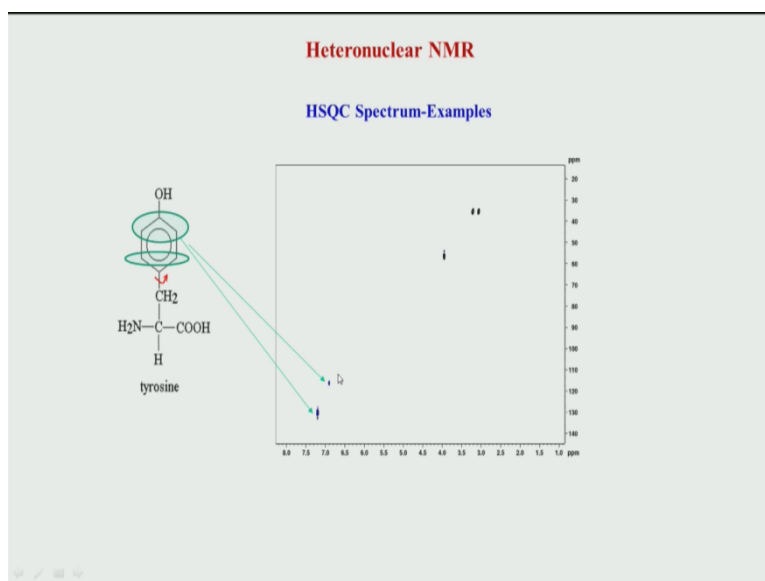 Heteronuclear NMR
HSQC Spectrum-Examples
OH
CH2
H2N—C—COOH
H
tyrosine
ppm
20
30
40
50
60
70
80
90
100
110
120
130
140
8.0 7.5 7.0 6.5 6.0 5.5 5.0 4.5 4.0 3.5 3.0 2.5 2.0 1.5 1.0 ppm